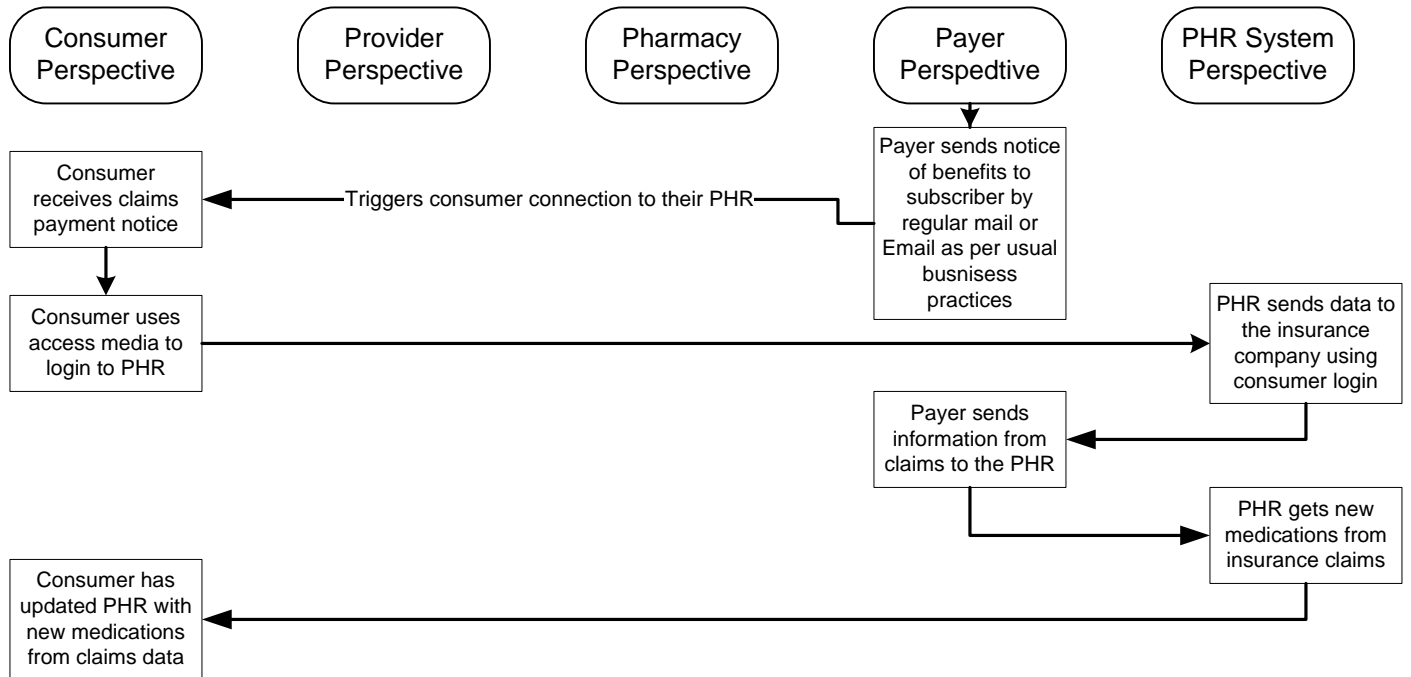 Consumer
Perspective
Provider
Perspective
Pharmacy
Perspective
Payer
Perspedtive
PHR System
Perspective
Payer sends notice
of benefits to
subscriber by
regular mail or
Email as per usual
busnisess
practices
Consumer
receives claims
payment notice
Triggers consumer connection to their PHR
Consumer uses
access media to
login to PHR
PHR sends data to
the insurance
company using
consumer login
Payer sends
information from
claims to the PHR
PHR gets new
medications from
insurance claims
Consumer has
updated PHR with
new medications
from claims data